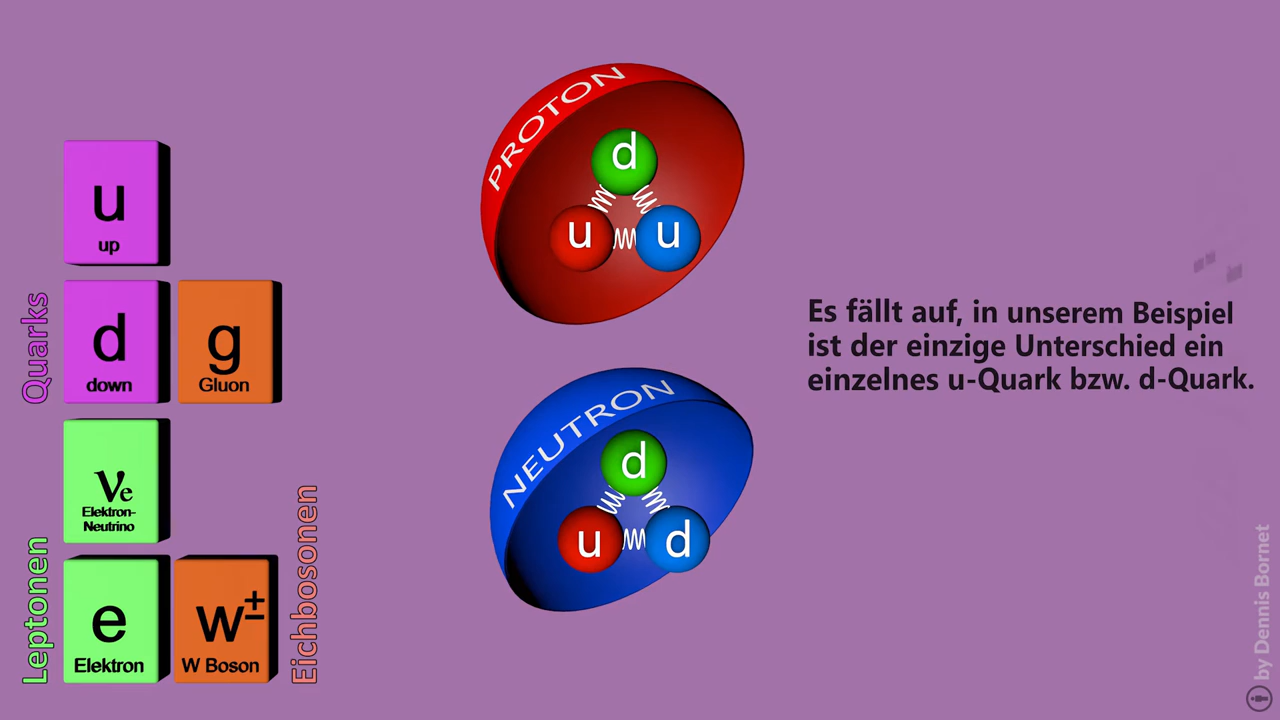 u
up
Quarks
d
down
g
Gluon
νe
Elektron-
Neutrino
Leptonen
e
Elektron
W±
W Boson
Eichbosonen
PROTON
d
u
u
NEUTRON
d
u
d
Es fällt auf, in unserem Beispiel
ist der einzige Unterschied ein
einzelnes u-Quark bzw. d-Quark.
by Dennis Bornet